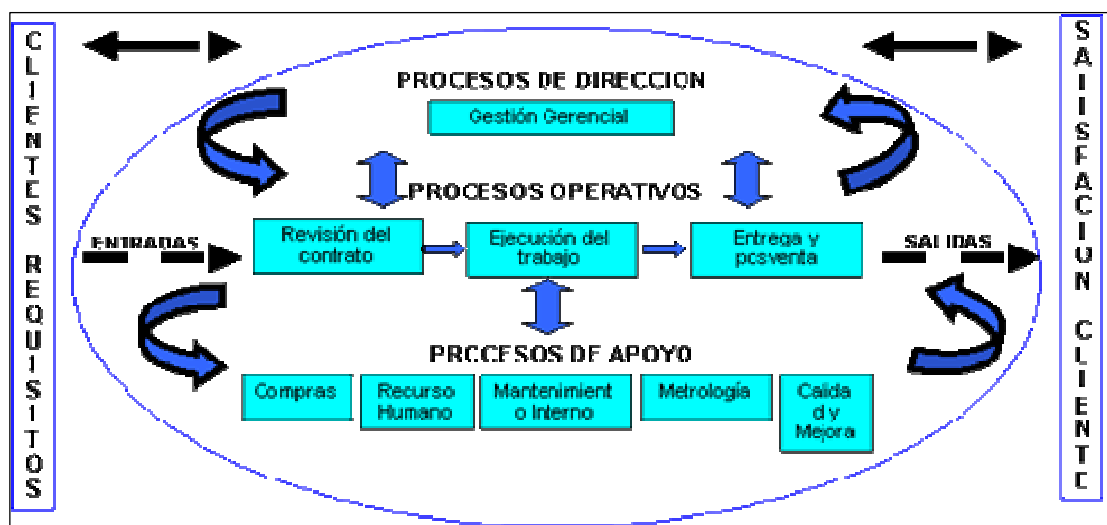 CLIENTES REQUISITOS
PROCESOS DE DIRECCION
Gestión Gerencial
PROCESOS OPERATIVOS
ENTRADAS
Revisión del
contrato
Ejecución del
trabajo
Entrega y
posventa
SALIDAS
PROCESOS DE APOYO
Compras
Recurso
Humano
Mantenimient
o Interno
Metrología
Calida
d y
Mejora
SATISFACION CLIENTE